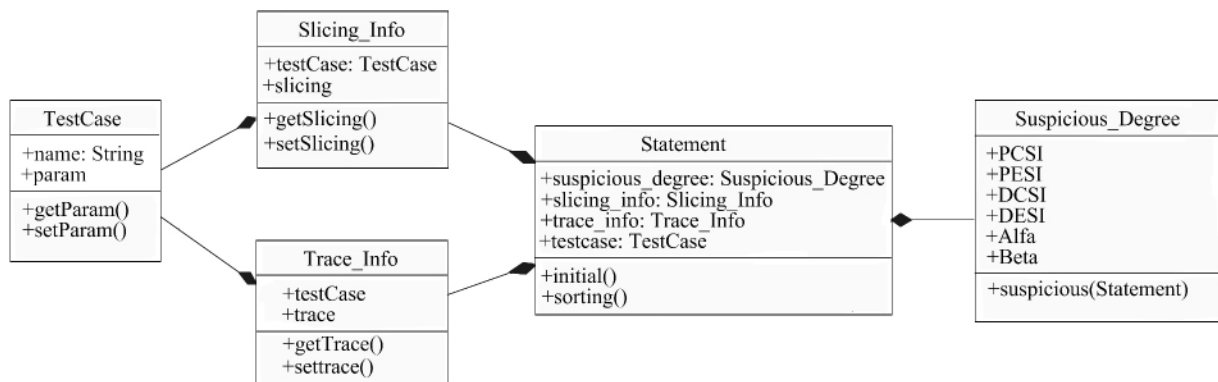 TestCase
+name: String
+param
+getParam()
+setParam()
Slicing_Info
+testCase: TestCase
+slicing
+getSlicing()
+setSlicing()
Trace_Info
+testCase
+trace
+getTrace()
+settrace()
Statement
+suspicious_degree: Suspicious_Degree
+slicing_info: Slicing_Info
+trace_info: Trace_Info
+testcase: TestCase
+initial()
+sorting()
Suspicious_Degree
+PCSI
+PESI
+DCSI
+DESI
+Alfa
+Beta
+suspicious(Statement)